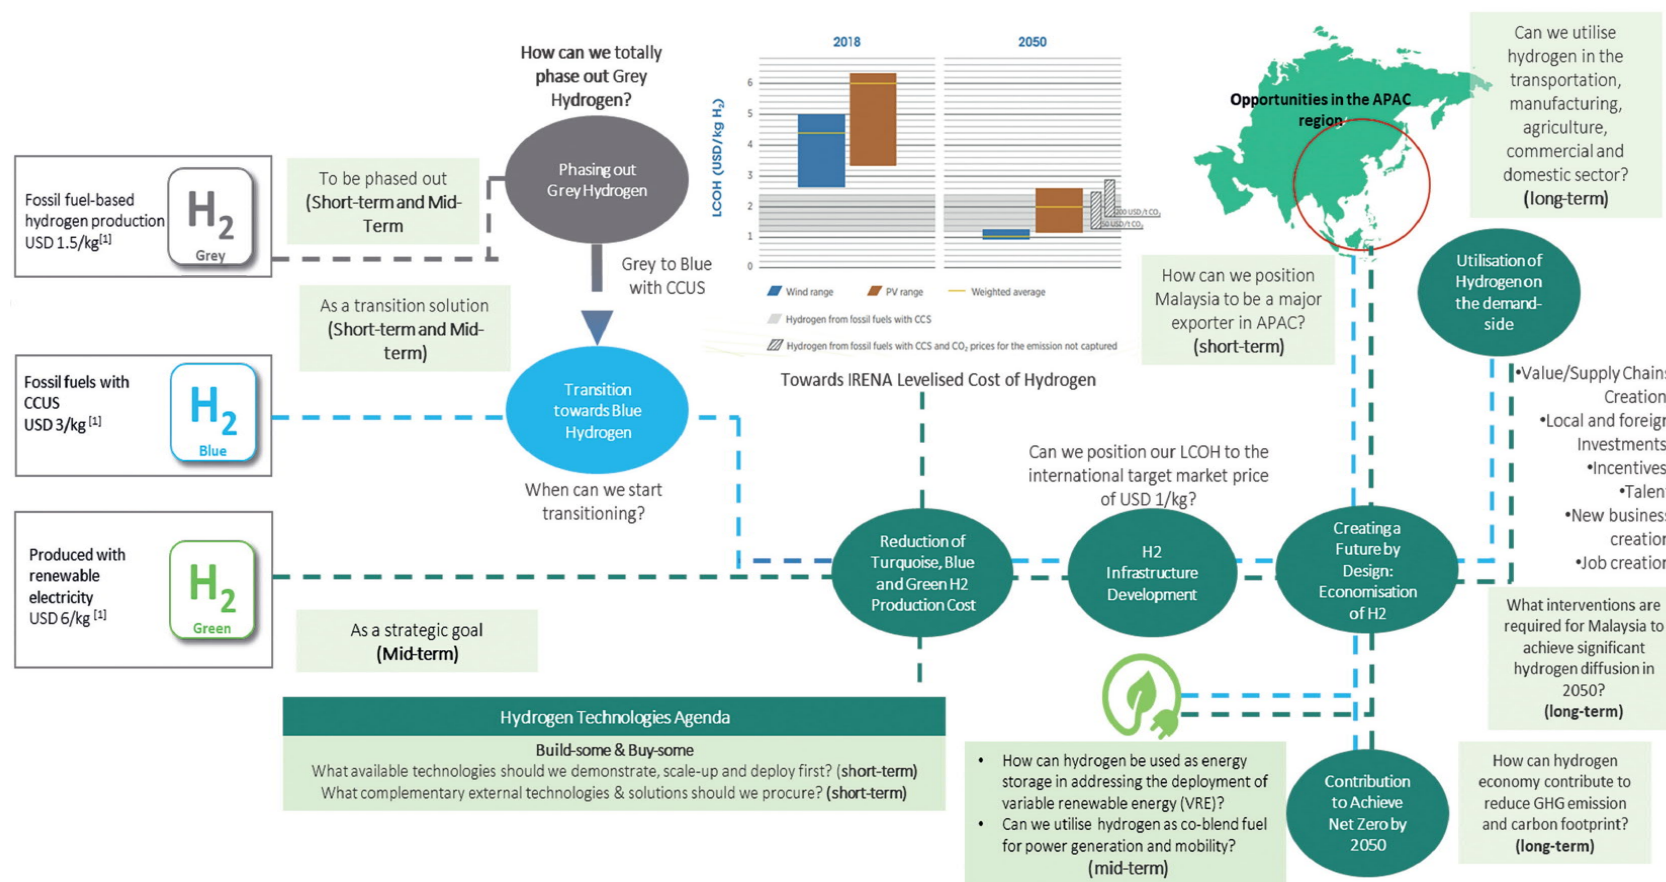 How can we totally
phase out Grey
Hydrogen?
Phasing out
Grey Hydrogen
Fossil fuel-based
hydrogen production
USD 1.5/kg[1]
H2
Grey
To be phased out
(Short-term and Mid-
Term
Grey to Blue
with CCUS
As a transition solution
(Short-term and Mid-
term)
Fossil fuels with
CCUS
USD 3/kg [1]
H2
Blue
Transition
towards Blue
Hydrogen
When can we start
transitioning?
Produced with
renewable
electricity
USD 6/kg [1]
H2
Green
As a strategic goal
(Mid-term)
2018
2050
LCOH (USD/kg H2)
6
5
4
3
2
1
0
200 USD/t CO2
50 USD/t CO2
Wind range
PV range
Weighted average
Hydrogen from fossil fuels with CCS
Hydrogen from fossil fuels with CCS and CO2 prices for the emission not captured
Towards IRENA Levelised Cost of Hydrogen
Opportunities in the APAC
region
Can we utilise
hydrogen in the
transportation,
manufacturing,
agriculture,
commercial and
domestic sector?
(long-term)
How can we position
Malaysia to be a major
exporter in APAC?
(short-term)
Utilisation of
Hydrogen on
the demand-
side
•Value/Supply Chains
Creation
•Local and foreign
Investments
•Incentives
•Talent
•New business
creation
•Job creation
Can we position our LCOH to the
international target market price
of USD 1/kg?
Reduction of
Turquoise, Blue
and Green H2
Production Cost
H2
Infrastructure
Development
Creating a
Future by
Design:
Economisation
of H2
What interventions are
required for Malaysia to
achieve significant
hydrogen diffusion in
2050?
(long-term)
Hydrogen Technologies Agenda
Build-some & Buy-some
What available technologies should we demonstrate, scale-up and deploy first? (short-term)
What complementary external technologies & solutions should we procure? (short-term)
• How can hydrogen be used as energy
storage in addressing the deployment of
variable renewable energy (VRE)?
• Can we utilise hydrogen as co-blend fuel
for power generation and mobility?
(mid-term)
Contribution
to Achieve
Net Zero by
2050
How can hydrogen
economy contribute to
reduce GHG emission
and carbon footprint?
(long-term)